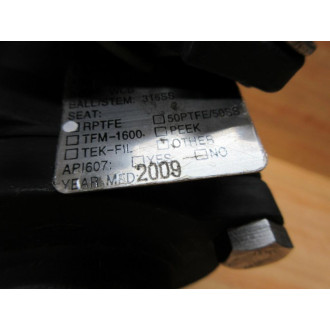 BALL/STEM: 316SS
SEAT:
RPTFE 50PTFE/50SS
TFM-1600 PEEK
TEK-FIL OTHER
API607: YES NO
YEAR MFD 2009